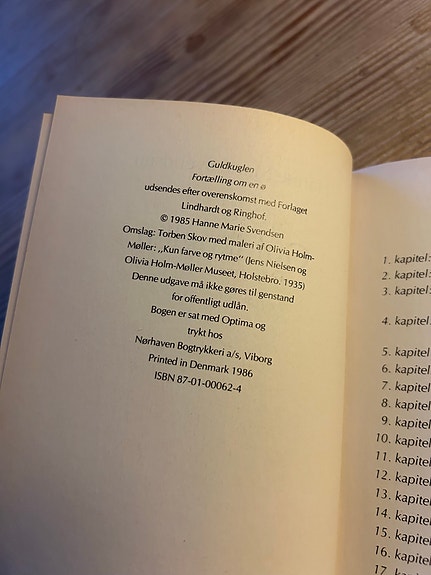 Guldkuglen
Fortælling om en ø
udsendes efter overenskomst med Forlaget
Lindhardt og Ringhof.
© 1985 Hanne Marie Svendsen
Omslag: Torben Skov med maleri af Olivia Holm-
Møller: ,,Kun farve og rytme“ (Jens Nielsen og
Olivia Holm-Møller Museet, Holstebro. 1935)
Denne udgave må ikke gøres til genstand
for offentligt udlån.
Bogen er sat med Optima og
trykt hos
Nørhaven Bogtrykkeri a/s, Viborg
Printed in Denmark 1986
ISBN 87-01-00062-4
1. kapitel:
2. kapitel:
3. kapitel:
4. kapitel:
5. kapitel
6. kapitel
7. kapitel
8. kapitel
9. kapitel
10. kapitel
11. kapitel
12. kapitel
13. kapitel
14. kapitel
15. kapitel
16. kapitel
17. kapitel